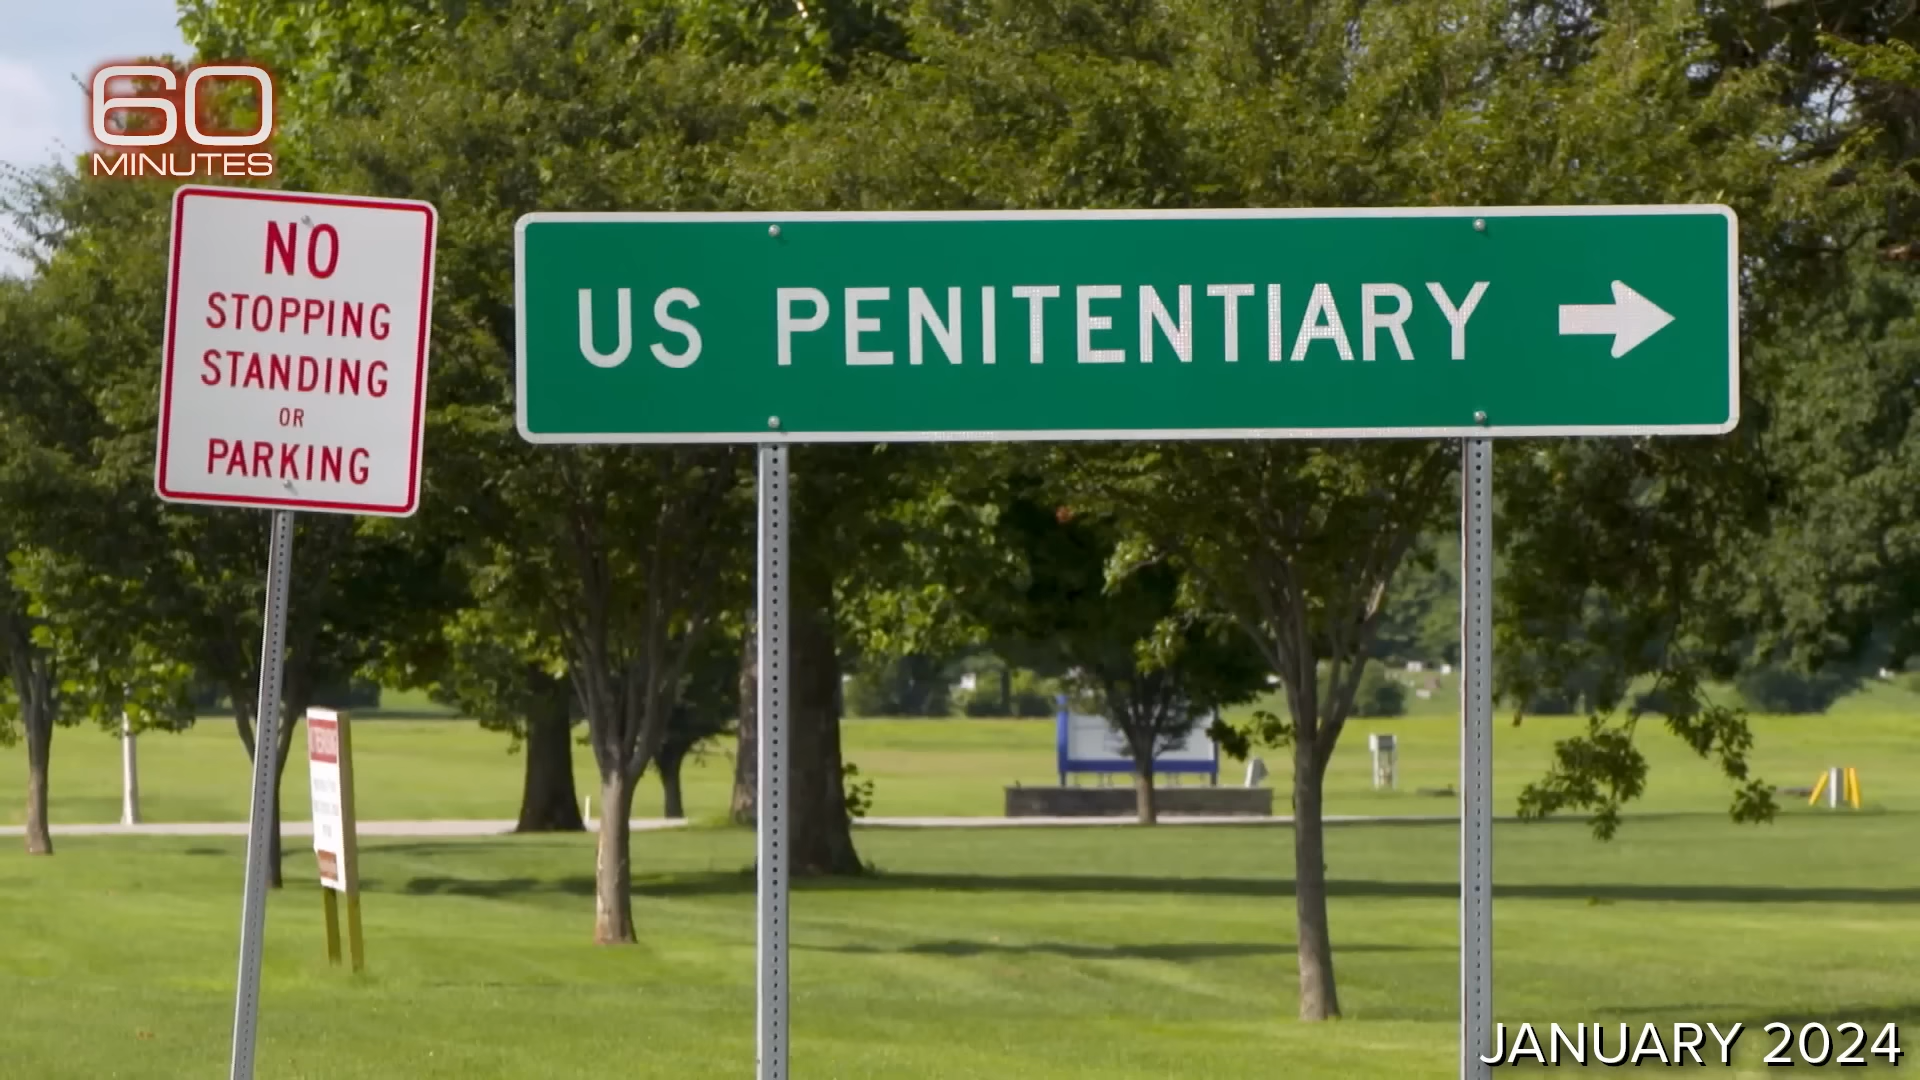 60
MINUTES
NO
STOPPING
STANDING
OR
PARKING
US PENITENTIARY
JANUARY 2024